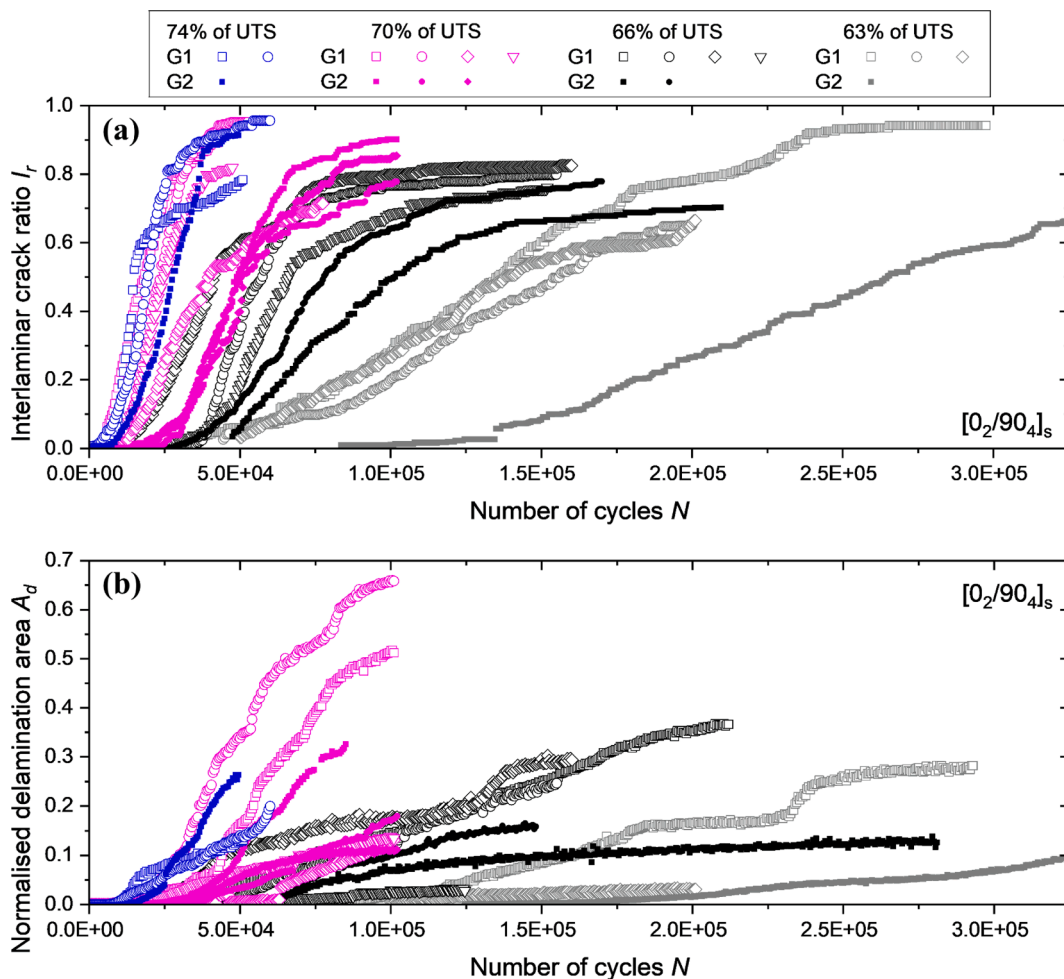 74% of UTS 70% of UTS 66% of UTS 63% of UTS
G1 G1 G1 G1
G2 G2 G2 G2
(a)
Interlaminar crack ratio I_r
1.0
0.8
0.6
0.4
0.2
0.0
[0₂/90₄]s
0.0E+00 5.0E+04 1.0E+05 1.5E+05 2.0E+05 2.5E+05 3.0E+05
Number of cycles N
(b)
[0₂/90₄]s
Normalised delamination area A_d
0.7
0.6
0.5
0.4
0.3
0.2
0.1
0.0
0.0E+00 5.0E+04 1.0E+05 1.5E+05 2.0E+05 2.5E+05 3.0E+05
Number of cycles N